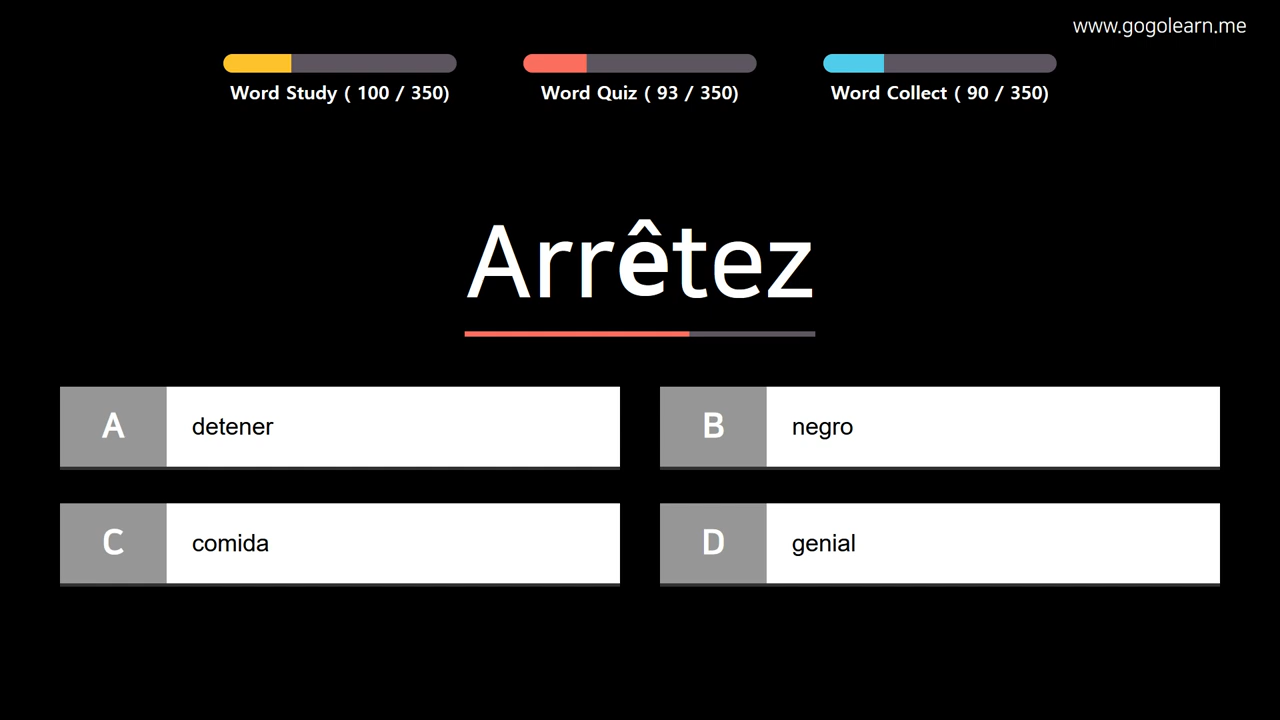 www.gogolearn.me
Word Study ( 100 / 350)
Word Quiz ( 93 / 350)
Word Collect ( 90 / 350)
Arrêtez
A detener
B negro
C comida
D genial